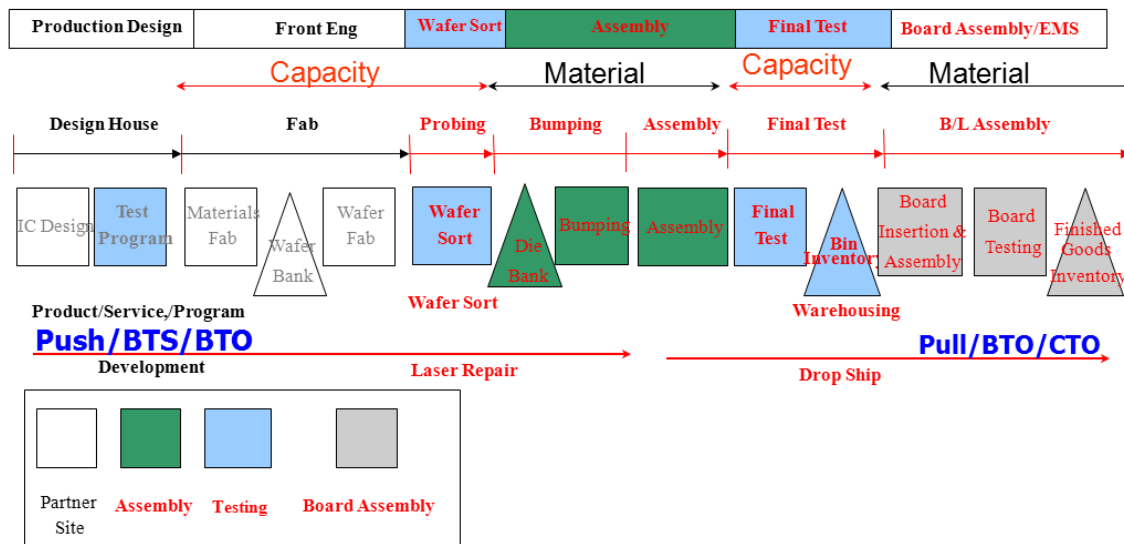 Production Design
Front Eng
Wafer Sort
Assembly
Final Test
Board Assembly/EMS
Capacity
Material
Capacity
Material
Design House
Fab
Probing
Bumping
Assembly
Final Test
B/L Assembly
IC Design
Test
Program
Materials
Fab
Wafer
Bank
Wafer
Fab
Wafer
Sort
Die
Bank
Bumping
Assembly
Final
Test
Bin
Inventory
Board
Insertion &
Assembly
Board
Testing
Finished
Goods
Inventory
Wafer Sort
Warehousing
Product/Service,/Program
Push/BTS/BTO
Pull/BTO/CTO
Development
Laser Repair
Drop Ship
Partner
Site
Assembly
Testing
Board Assembly